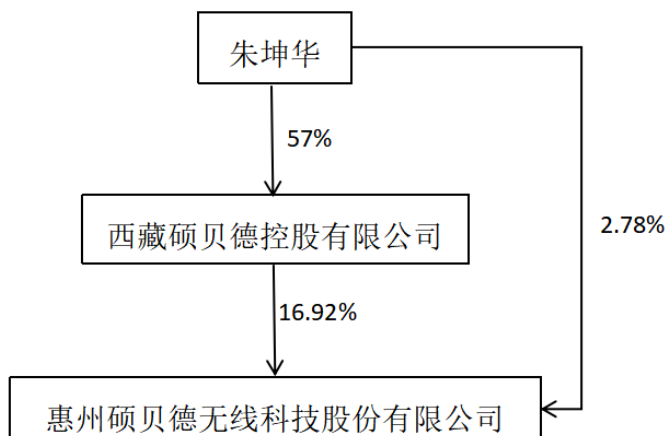 朱坤华
57%
西藏硕贝德控股有限公司
2.78%
16.92%
惠州硕贝德无线科技股份有限公司